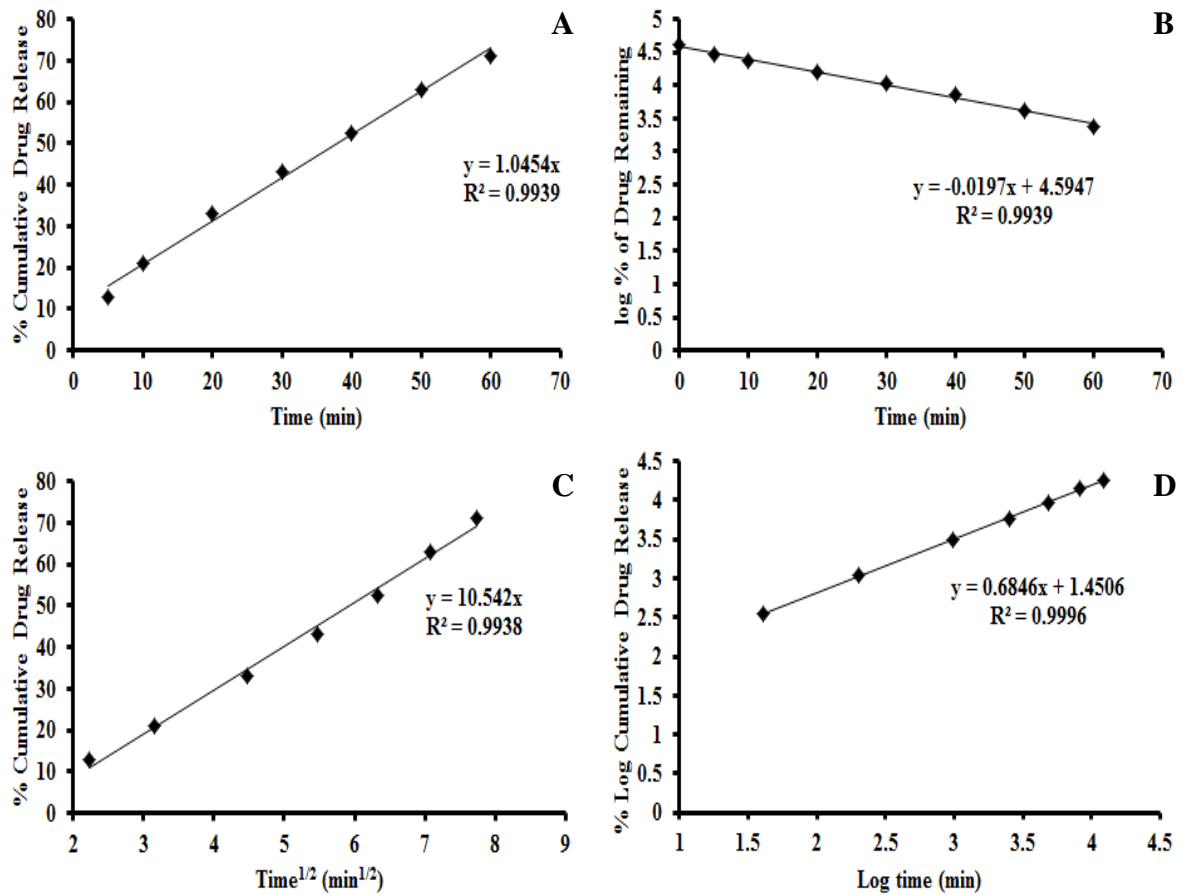 A
% Cumulative Drug Release
80
70
60
50
40
30
20
10
0
y = 1.0454x
R² = 0.9939
0 10 20 30 40 50 60 70
Time (min)
B
log % of Drug Remaining
5
4.5
4
3.5
3
2.5
2
1.5
1
0.5
0
y = -0.0197x + 4.5947
R² = 0.9939
0 10 20 30 40 50 60 70
Time (min)
C
% Cumulative Drug Release
80
70
60
50
40
30
20
10
0
y = 10.542x
R² = 0.9938
2 3 4 5 6 7 8 9
Time¹/² (min¹/²)
D
% Log Cumulative Drug Release
4.5
4
3.5
3
2.5
2
1.5
1
0.5
0
y = 0.6846x + 1.4506
R² = 0.9996
1 1.5 2 2.5 3 3.5 4 4.5
Log time (min)